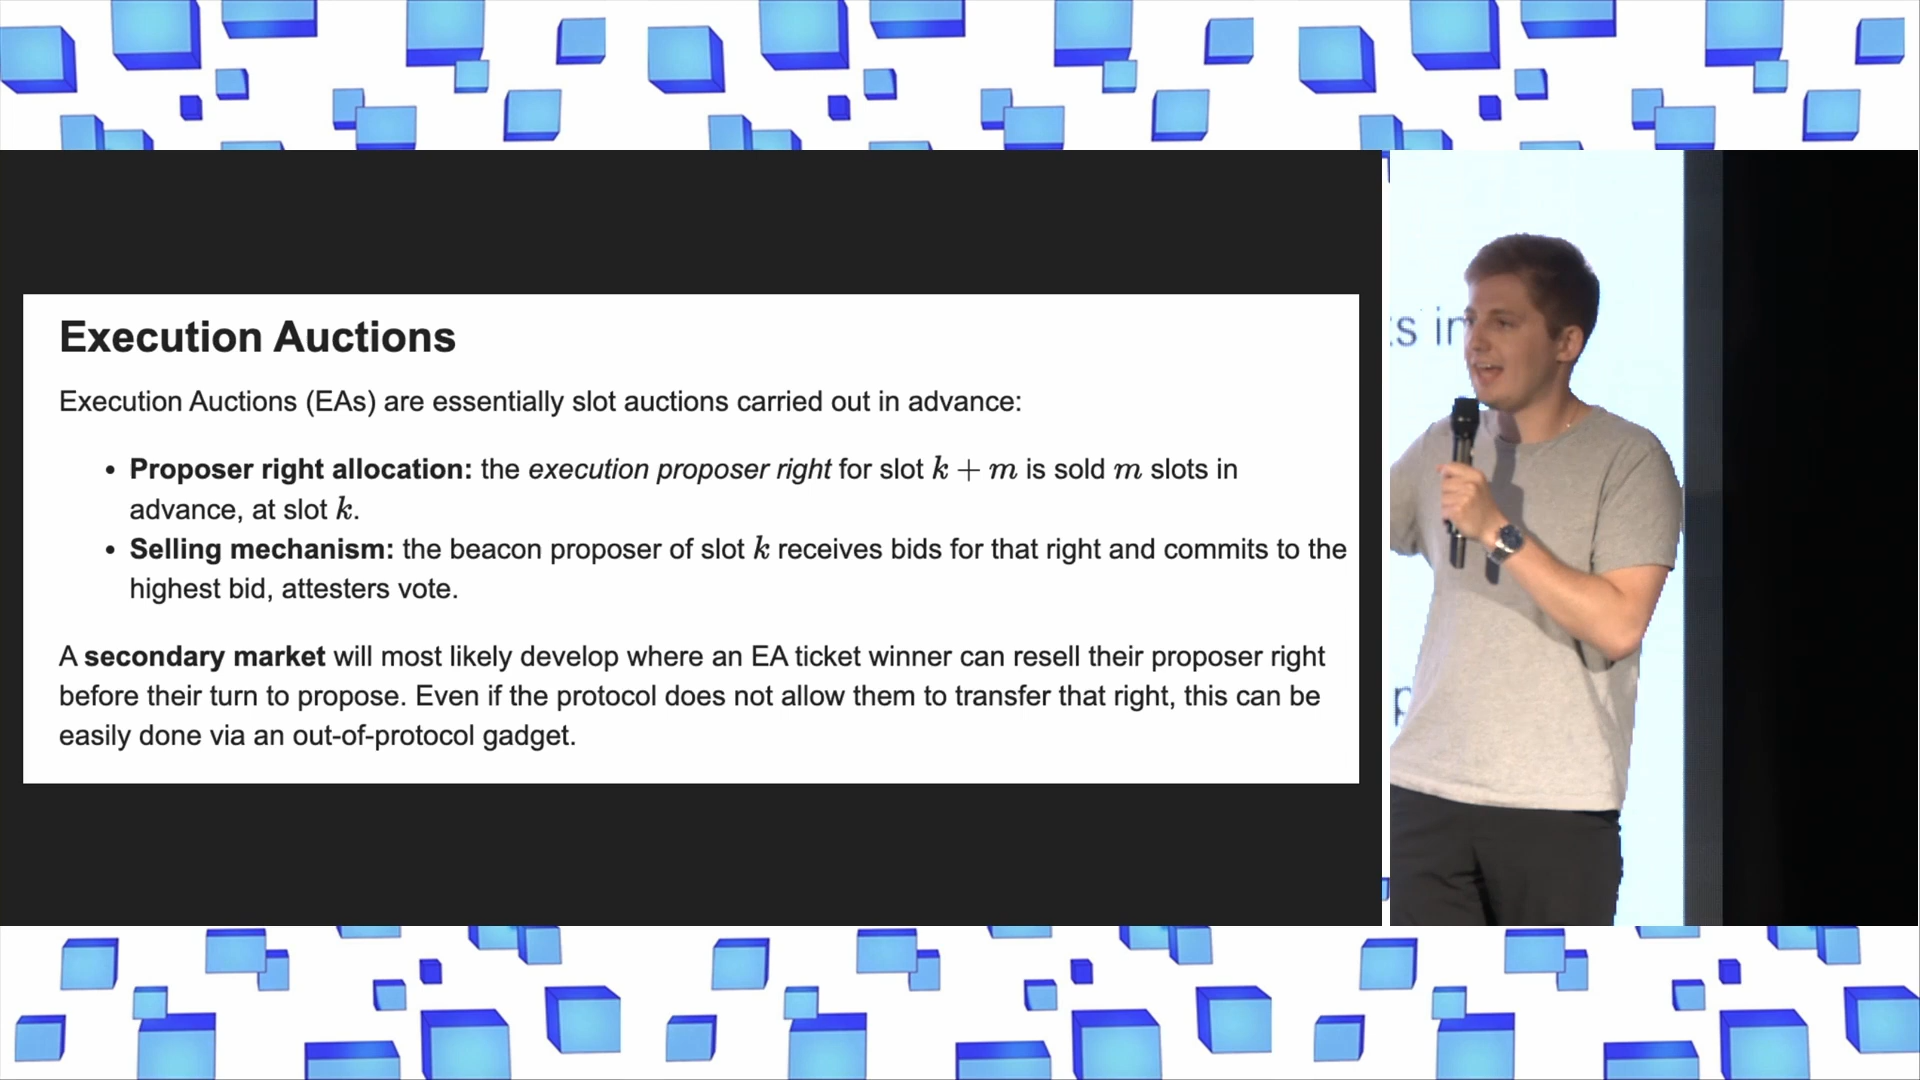 Execution Auctions
Execution Auctions (EAs) are essentially slot auctions carried out in advance:
• Proposer right allocation: the execution proposer right for slot k + m is sold m slots in
advance, at slot k.
• Selling mechanism: the beacon proposer of slot k receives bids for that right and commits to the
highest bid, attesters vote.
A secondary market will most likely develop where an EA ticket winner can resell their proposer right
before their turn to propose. Even if the protocol does not allow them to transfer that right, this can be
easily done via an out-of-protocol gadget.